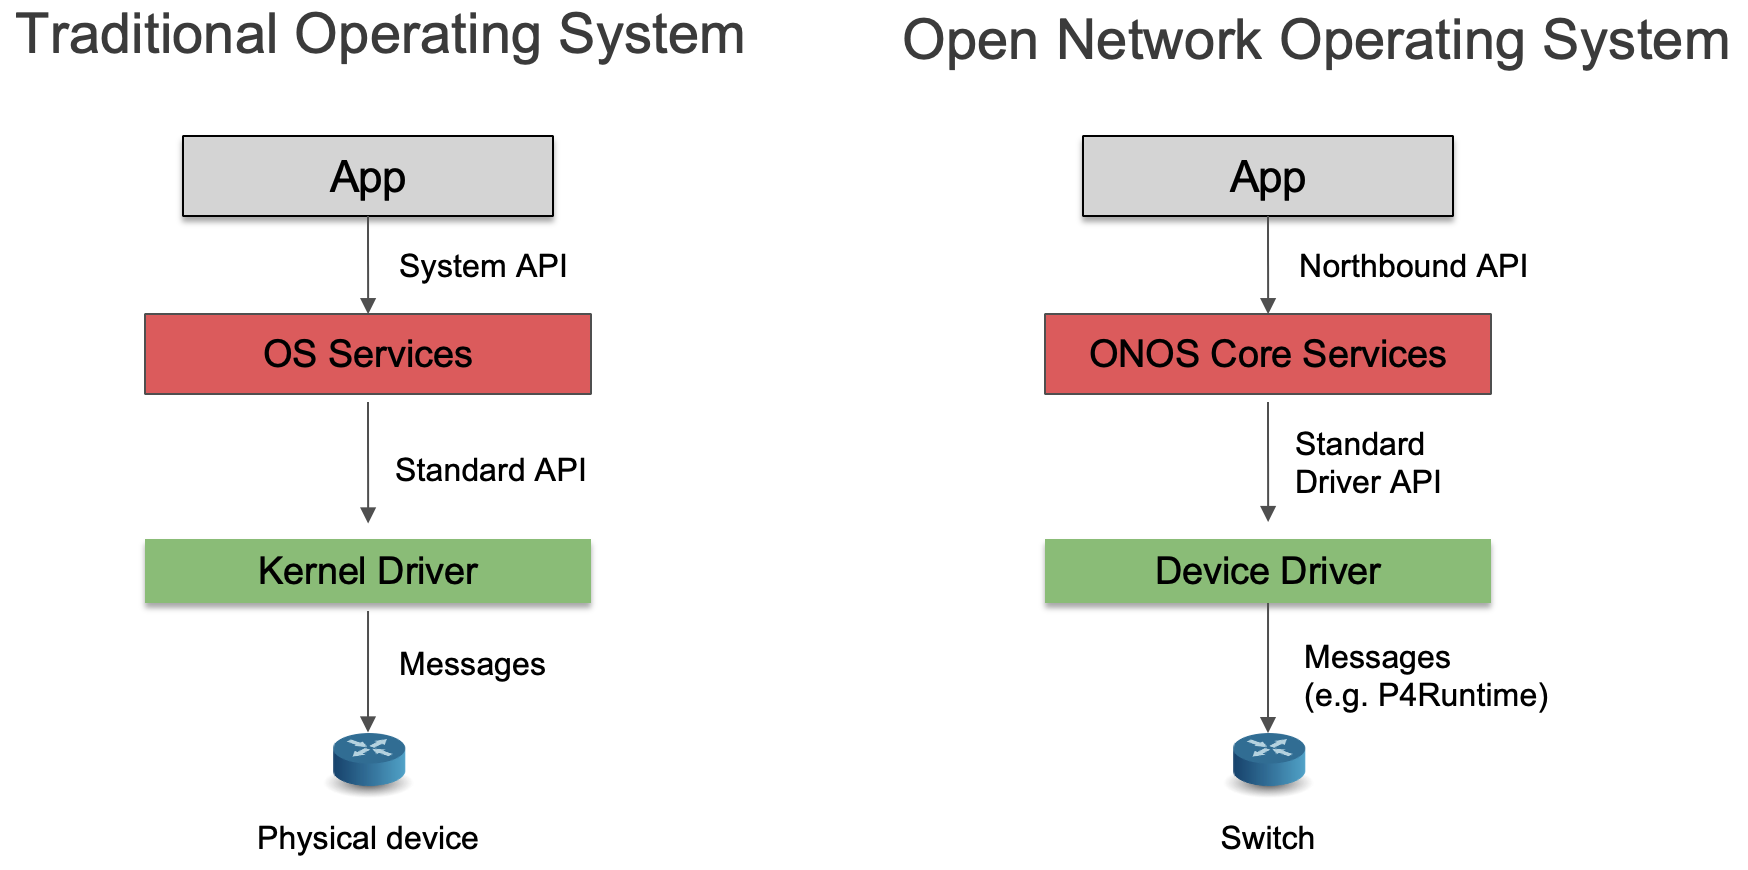 Traditional Operating System
App
System API
OS Services
Standard API
Kernel Driver
Messages
Physical device
Open Network Operating System
App
Northbound API
ONOS Core Services
Standard
Driver API
Device Driver
Messages
(e.g. P4Runtime)
Switch